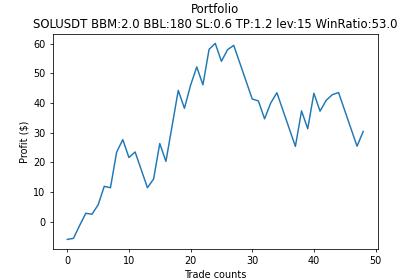 Portfolio
SOLUSDT BBM:2.0 BBL:180 SL:0.6 TP:1.2 lev:15 WinRatio:53.0
60
50
40
30
20
10
0
Profit ($)
0 10 20 30 40 50
Trade counts